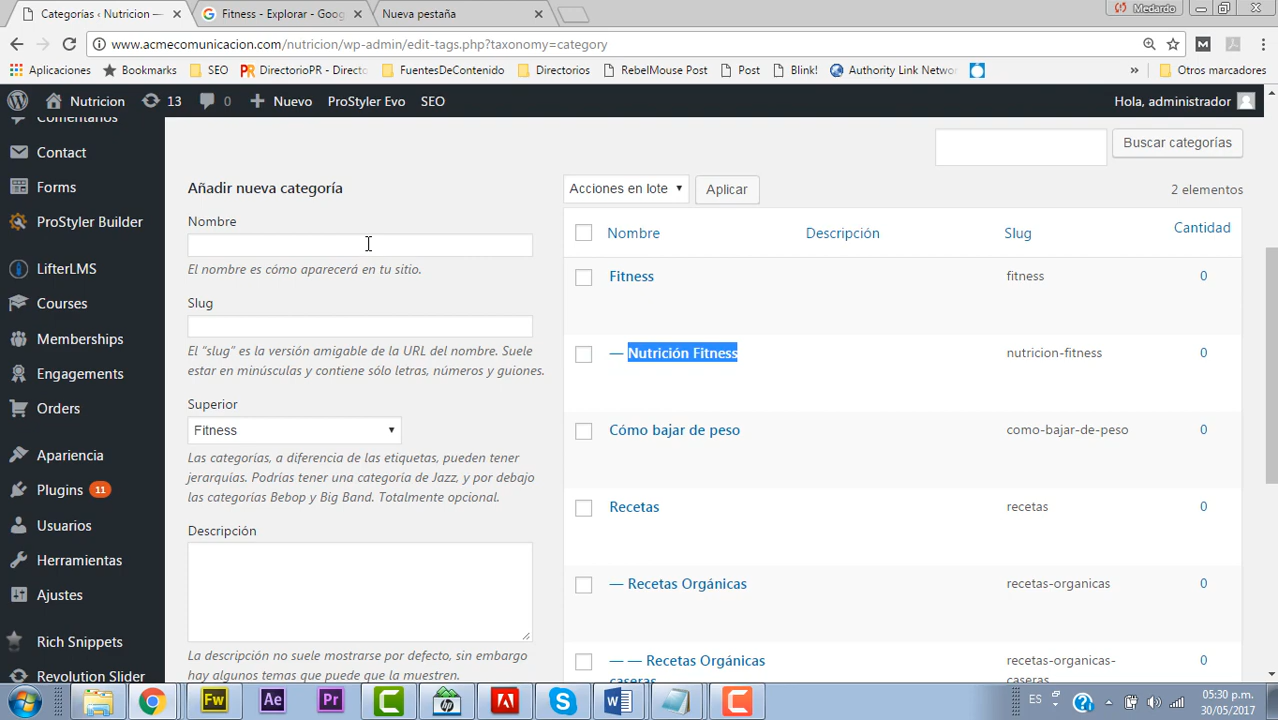 Categorías ‹ Nutricion —
Fitness - Explorar - Goog
Nueva pestaña
Medardo
www.acmecomunicacion.com/nutricion/wp-admin/edit-tags.php?taxonomy=category
Aplicaciones
Bookmarks
SEO
DirectorioPR - Directo
FuentesDeContenido
Directorios
RebelMouse Post
Post
Blink!
Authority Link Netwo
»
Otros marcadores
Nutricion
13
0
Nuevo
ProStyler Evo
SEO
Hola, administrador
Comentarios
Contact
Forms
ProStyler Builder
LifterLMS
Courses
Memberships
Engagements
Orders
Apariencia
Plugins 11
Usuarios
Herramientas
Ajustes
Rich Snippets
Revolution Slider
Buscar categorías
Añadir nueva categoría
Nombre
El nombre es cómo aparecerá en tu sitio.
Slug
El “slug” es la versión amigable de la URL del nombre. Suele
estar en minúsculas y contiene sólo letras, números y guiones.
Superior
Fitness
Las categorías, a diferencia de las etiquetas, pueden tener
jerarquías. Podrías tener una categoría de Jazz, y por debajo
las categorías Bebop y Big Band. Totalmente opcional.
Descripción
La descripción no suele mostrarse por defecto, sin embargo
hay algunos temas que puede que la muestren.
Acciones en lote
Aplicar
2 elementos
Nombre Descripción Slug Cantidad
Fitness fitness 0
— Nutrición Fitness nutricion-fitness 0
Cómo bajar de peso como-bajar-de-peso 0
Recetas recetas 0
— Recetas Orgánicas recetas-organicas 0
— — Recetas Orgánicas recetas-organicas- 0
caseras caseras
Fw
Ae
Pr
hp
ES
05:30 p.m.
30/05/2017